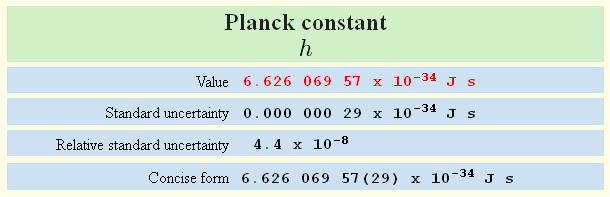 Planck constant
h
Value 6.626 069 57 x 10⁻³⁴ J s
Standard uncertainty 0.000 000 29 x 10⁻³⁴ J s
Relative standard uncertainty 4.4 x 10⁻⁸
Concise form 6.626 069 57(29) x 10⁻³⁴ J s